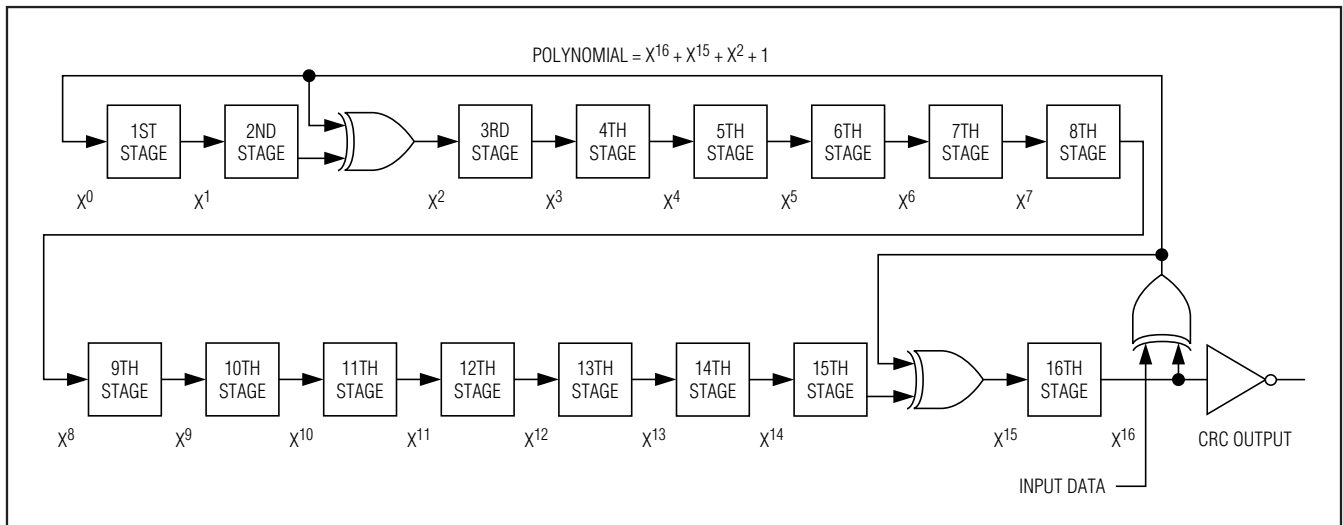 POLYNOMIAL = X¹⁶ + X¹⁵ + X² + 1
1ST STAGE
2ND STAGE
3RD STAGE
4TH STAGE
5TH STAGE
6TH STAGE
7TH STAGE
8TH STAGE
X⁰
X¹
X²
X³
X⁴
X⁵
X⁶
X⁷
9TH STAGE
10TH STAGE
11TH STAGE
12TH STAGE
13TH STAGE
14TH STAGE
15TH STAGE
16TH STAGE
X⁸
X⁹
X¹⁰
X¹¹
X¹²
X¹³
X¹⁴
X¹⁵
X¹⁶
CRC OUTPUT
INPUT DATA